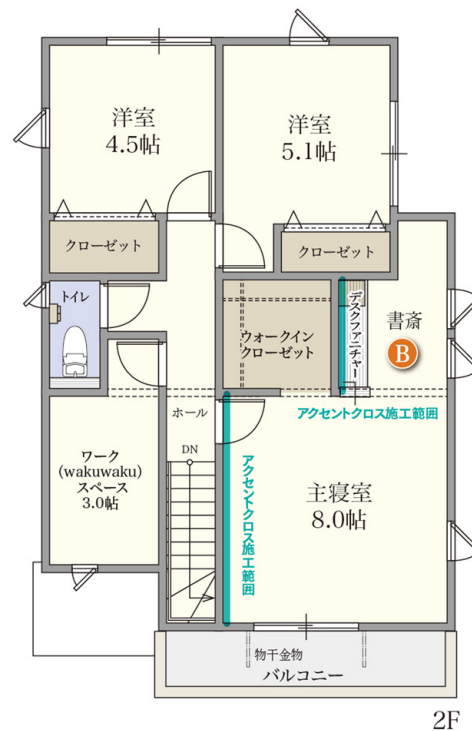 洋室
4.5帖
洋室
5.1帖
クローゼット
クローゼット
トイレ
ウォークイン
クローゼット
デスクファニチャー
書斎
B
アクセントクロス施工範囲
ホール
DN
ワーク
(wakuwaku)
スペース
3.0帖
アクセントクロス施工範囲
主寝室
8.0帖
物干金物
バルコニー
2F